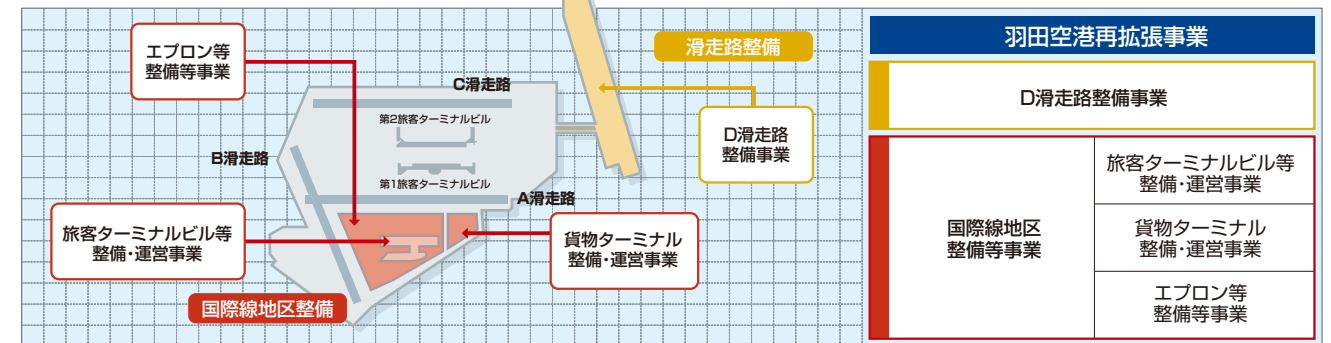 エプロン等
整備等事業
滑走路整備
C滑走路
第2旅客ターミナルビル
D滑走路
整備事業
B滑走路
第1旅客ターミナルビル
A滑走路
旅客ターミナルビル等
整備・運営事業
貨物ターミナル
整備・運営事業
国際線地区整備
羽田空港再拡張事業
D滑走路整備事業
国際線地区
整備等事業
旅客ターミナルビル等
整備・運営事業
貨物ターミナル
整備・運営事業
エプロン等
整備等事業